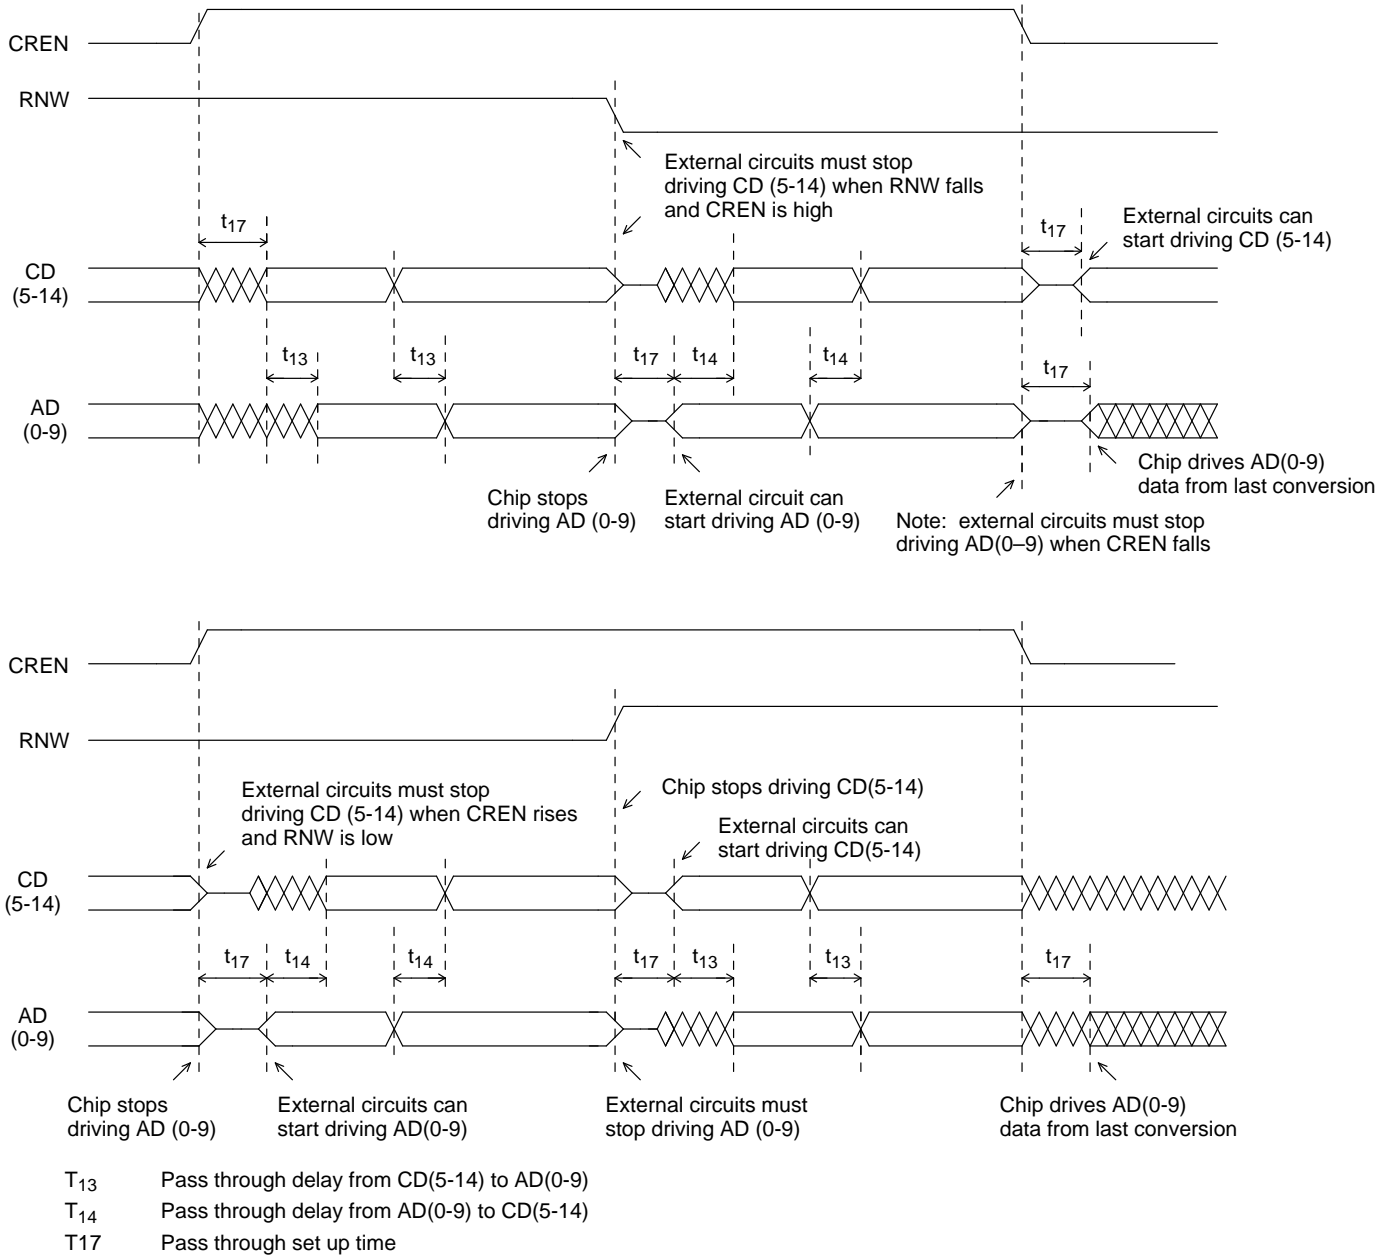 CREN
RNW
External circuits must stop
driving CD (5-14) when RNW falls
and CREN is high
External circuits can
start driving CD (5-14)
t17
t17
CD
(5-14)
t13
t13
t17
t14
t14
t17
AD
(0-9)
Chip stops
driving AD (0-9)
External circuit can
start driving AD (0-9)
Chip drives AD(0-9)
data from last conversion
Note: external circuits must stop
driving AD(0–9) when CREN falls
CREN
RNW
External circuits must stop
driving CD (5-14) when CREN rises
and RNW is low
Chip stops driving CD(5-14)
External circuits can
start driving CD(5-14)
CD
(5-14)
t17
t14
t14
t17
t13
t13
t17
AD
(0-9)
Chip stops
driving AD (0-9)
External circuits can
start driving AD(0-9)
External circuits must
stop driving AD (0-9)
Chip drives AD(0-9)
data from last conversion
T13 Pass through delay from CD(5-14) to AD(0-9)
T14 Pass through delay from AD(0-9) to CD(5-14)
T17 Pass through set up time